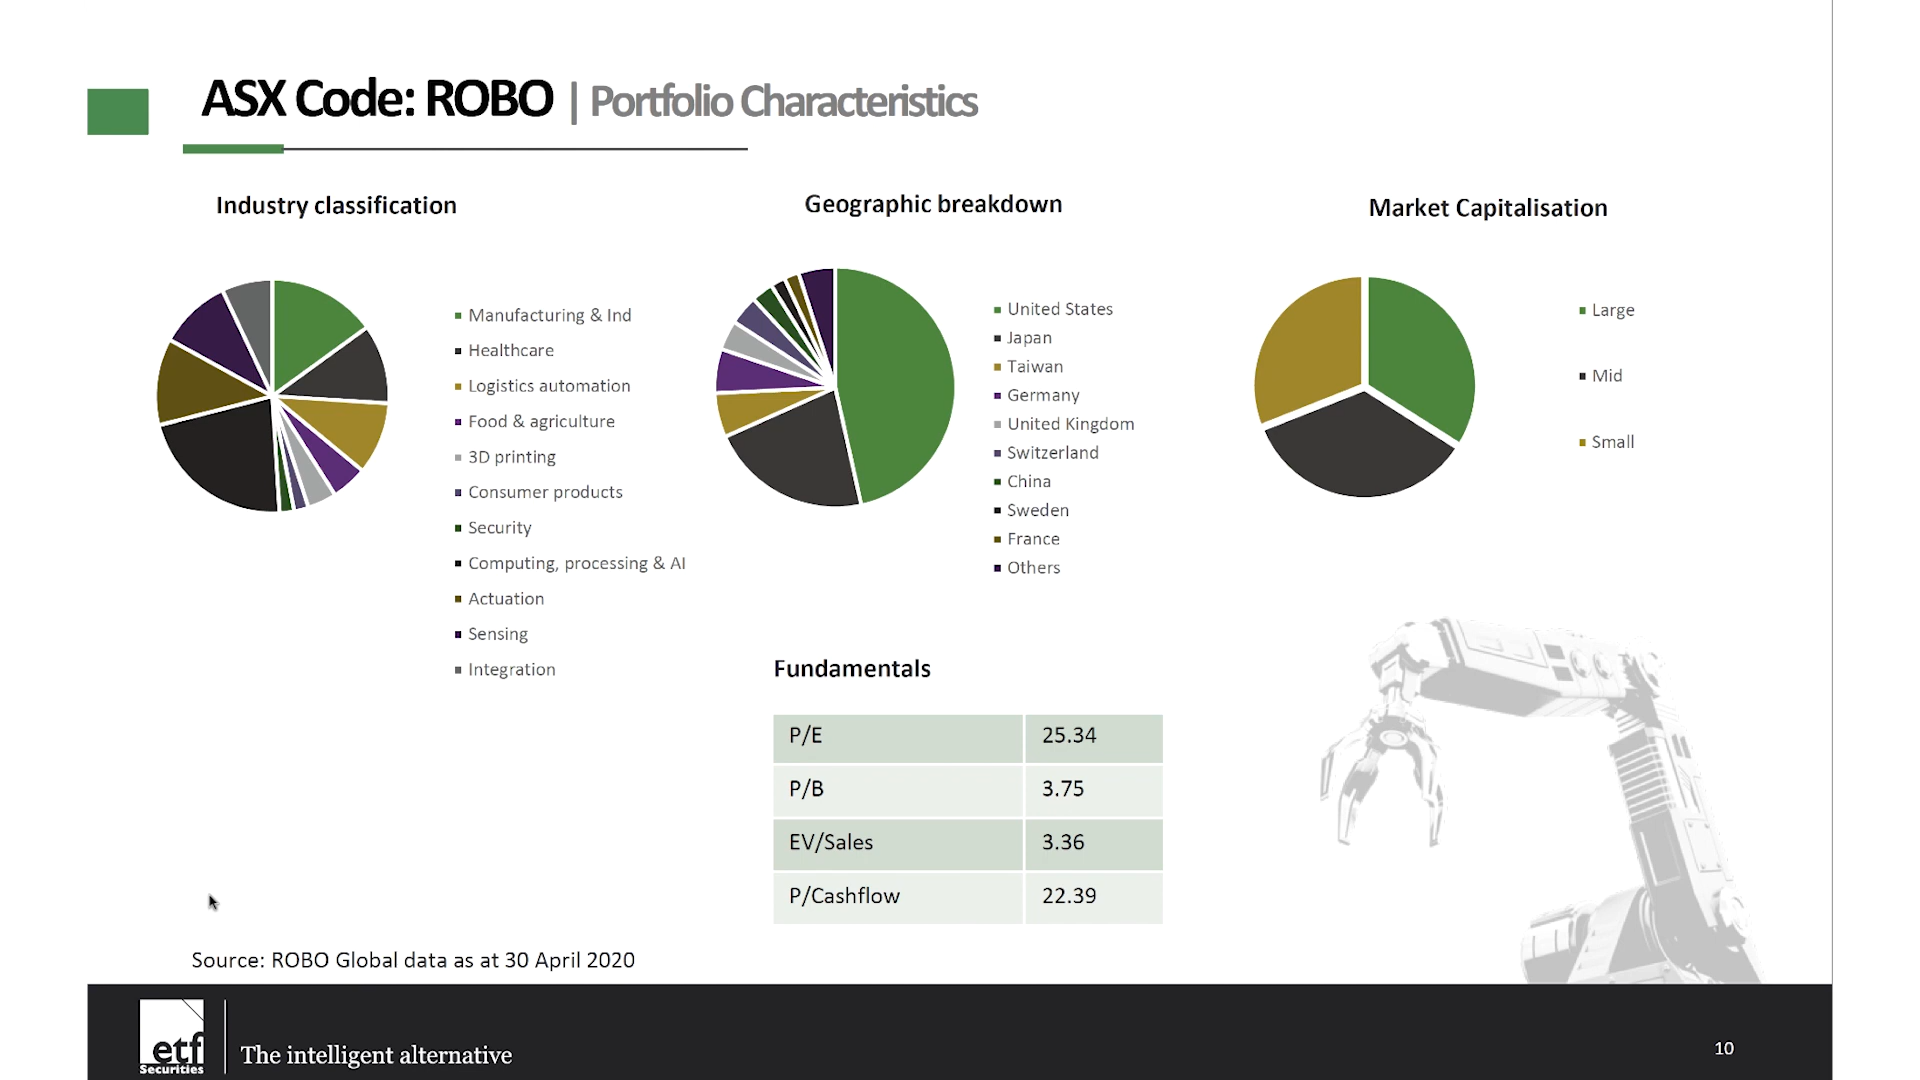 ASX Code: ROBO | Portfolio Characteristics
Industry classification
Manufacturing & Ind
Healthcare
Logistics automation
Food & agriculture
3D printing
Consumer products
Security
Computing, processing & AI
Actuation
Sensing
Integration
Geographic breakdown
United States
Japan
Taiwan
Germany
United Kingdom
Switzerland
China
Sweden
France
Others
Market Capitalisation
Large
Mid
Small
Fundamentals
P/E 25.34
P/B 3.75
EV/Sales 3.36
P/Cashflow 22.39
Source: ROBO Global data as at 30 April 2020
etf
Securities
The intelligent alternative
10